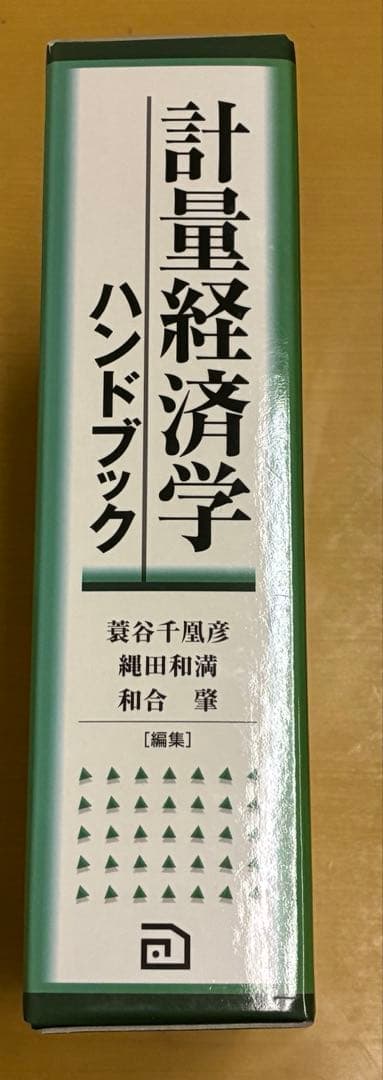 計量経済学
ハンドブック
蓑谷千凰彦
縄田和満
和合 肇
[編集]